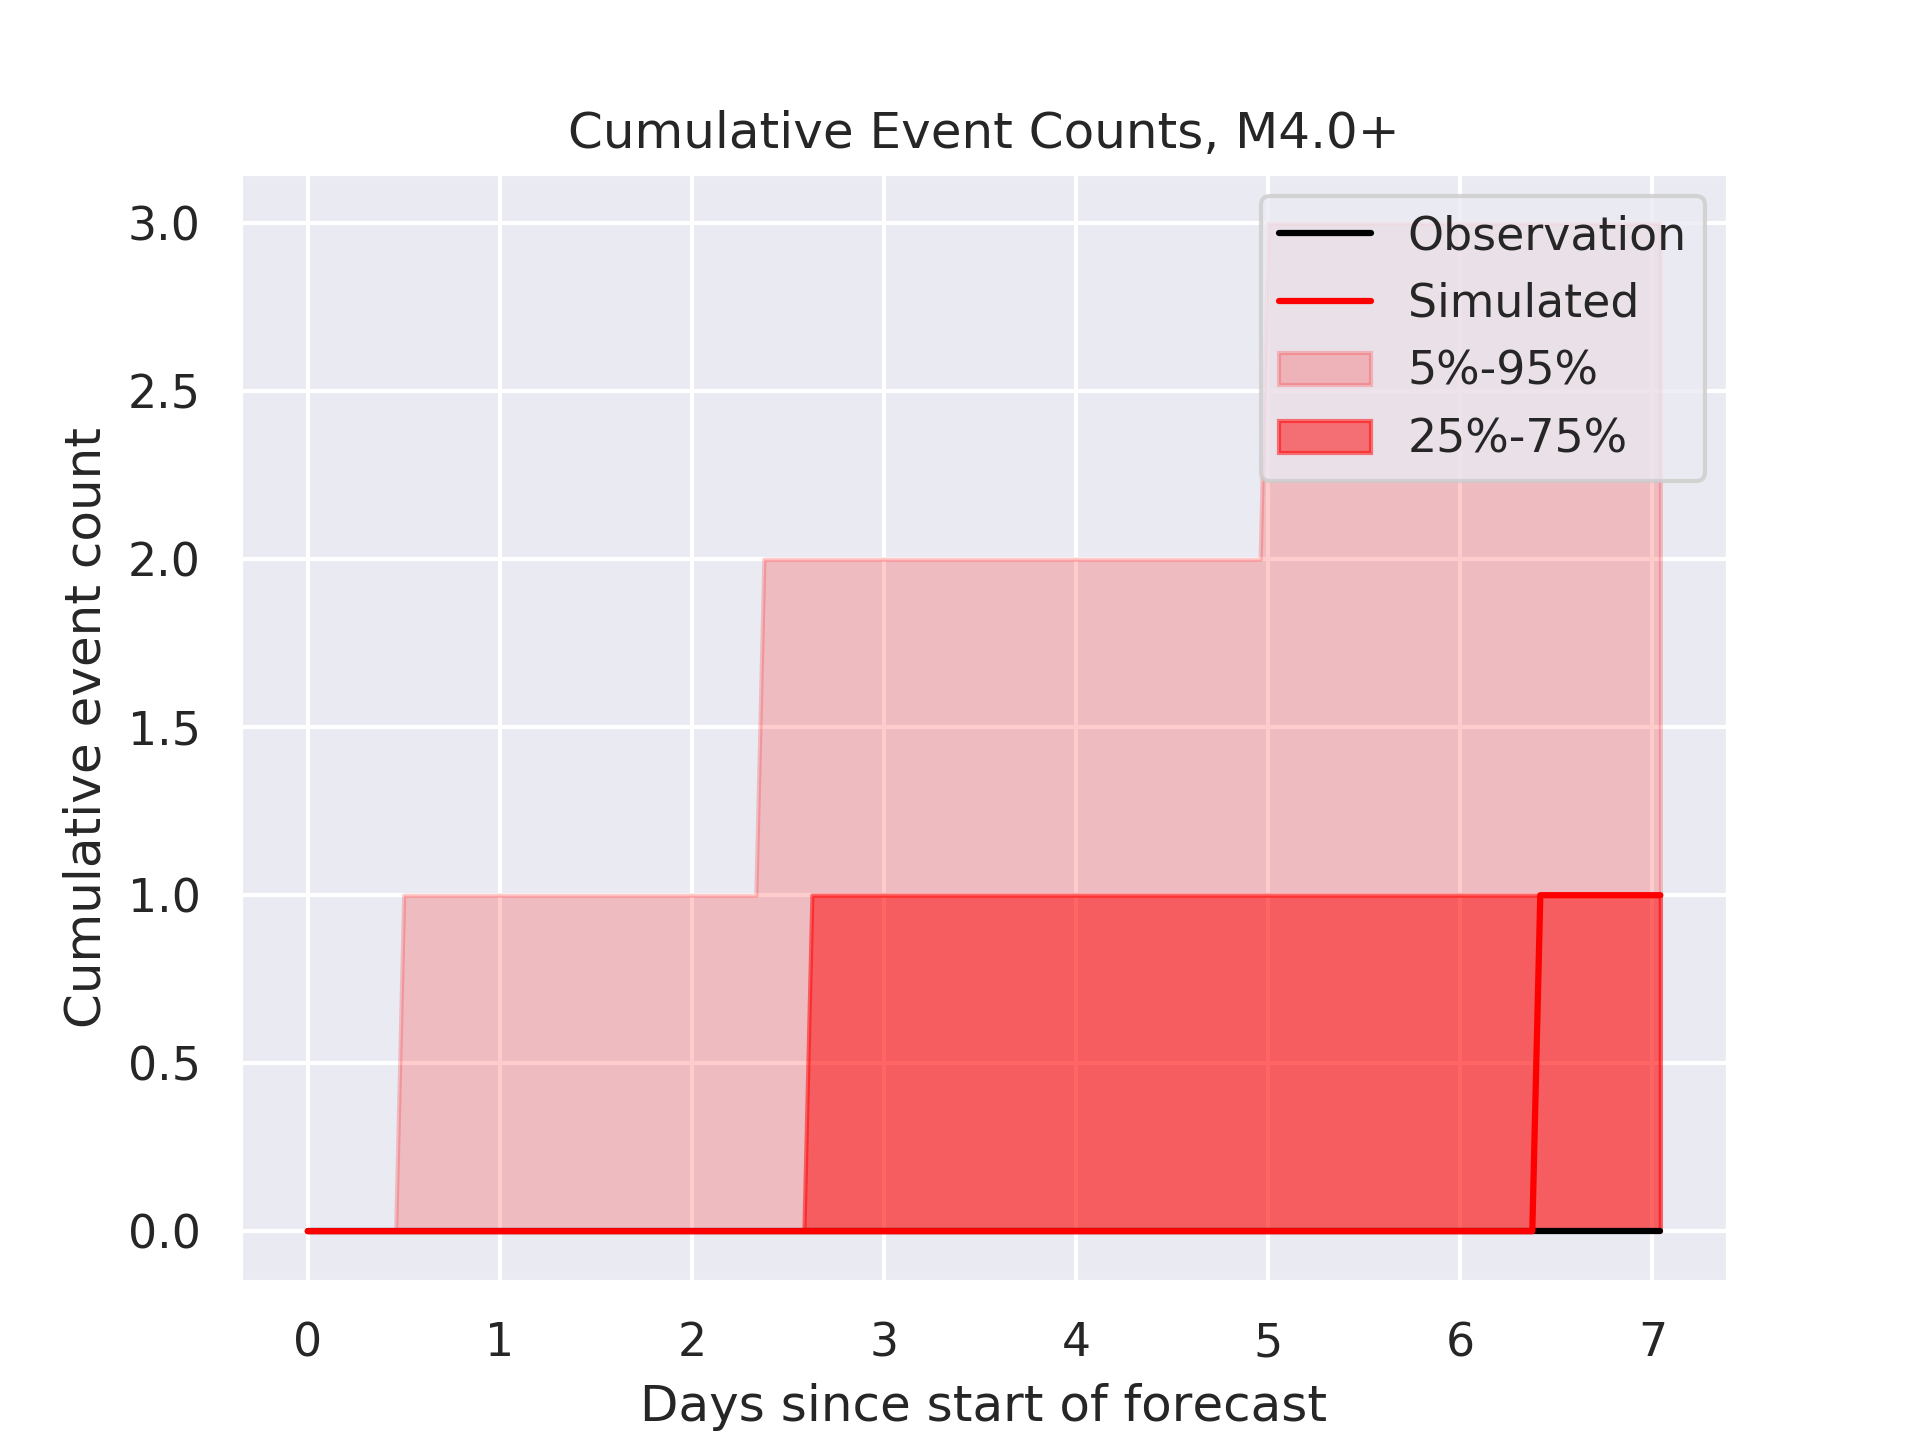 Cumulative Event Counts, M4.0+
Observation
Simulated
5%-95%
25%-75%
Cumulative event count
3.0
2.5
2.0
1.5
1.0
0.5
0.0
0 1 2 3 4 5 6 7
Days since start of forecast